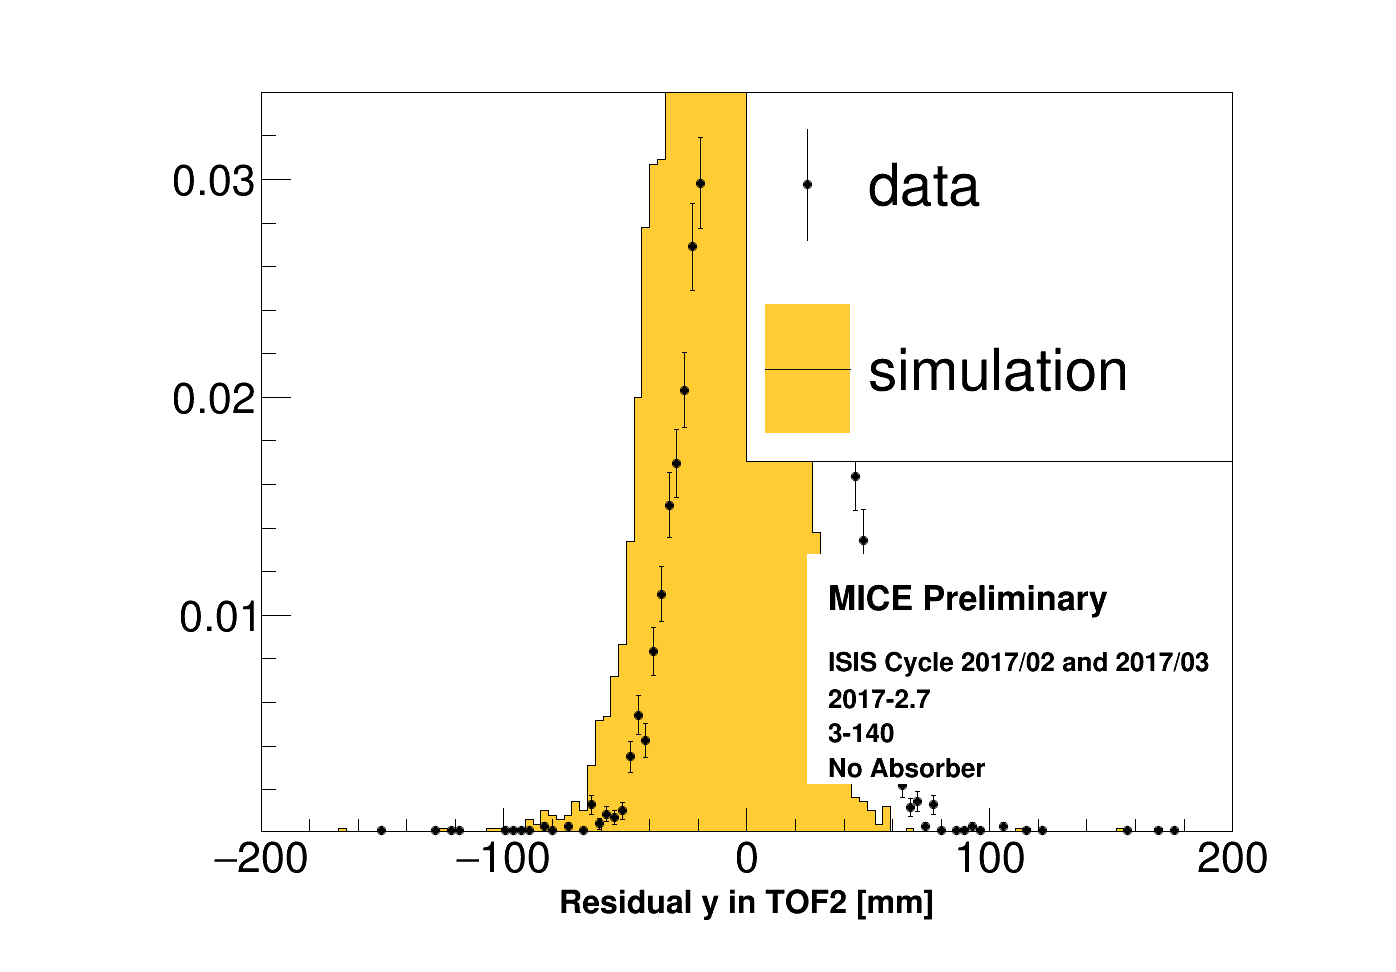 0.03
0.02
0.01
data
simulation
MICE Preliminary
ISIS Cycle 2017/02 and 2017/03
2017-2.7
3-140
No Absorber
−200 −100 0 100 200
Residual y in TOF2 [mm]